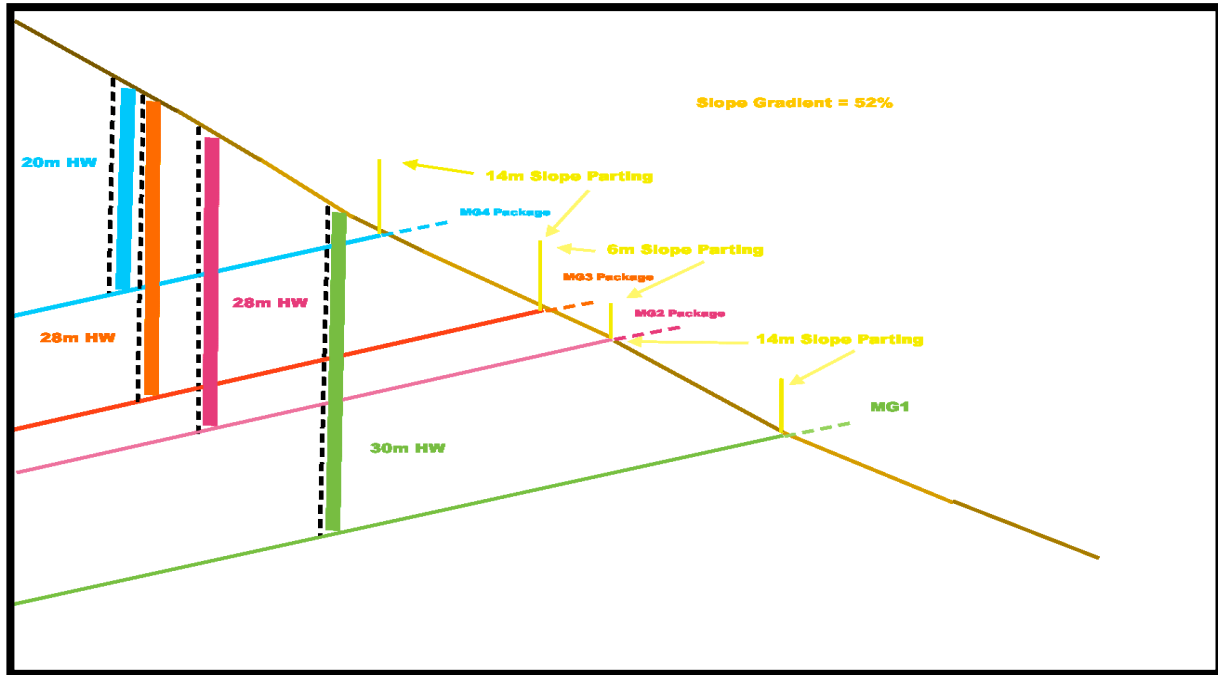 Slope Gradient = 52%
20m HW
14m Slope Parting
MG4 Package
6m Slope Parting
MG3 Package
28m HW
MG2 Package
28m HW
14m Slope Parting
MG1
30m HW